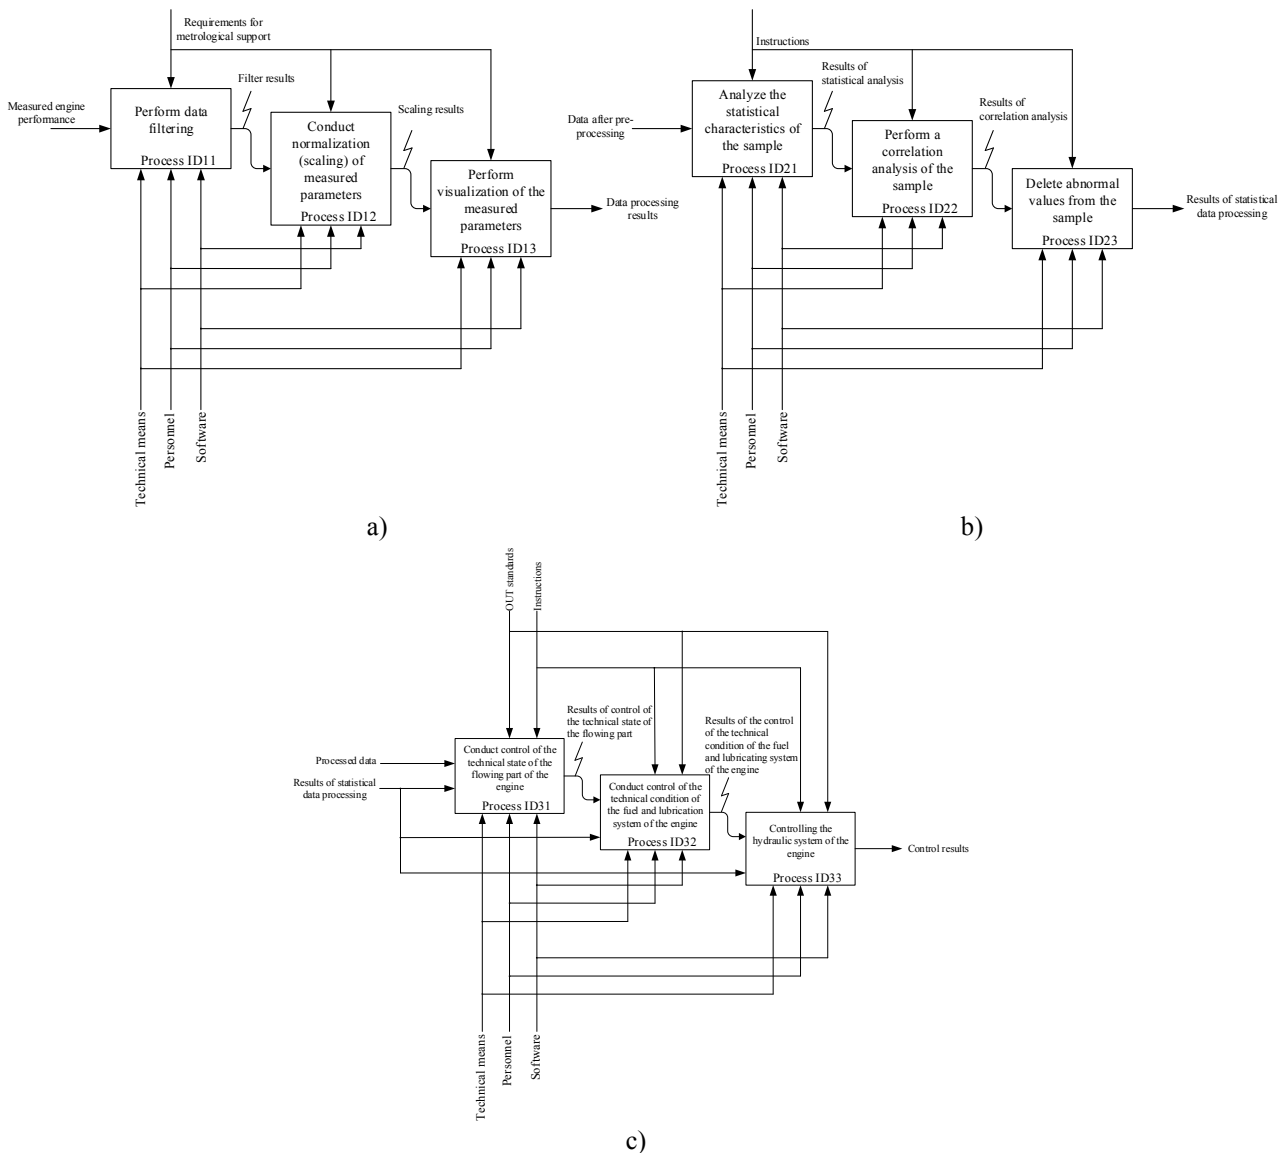 Requirements for
metrological support
Filter results
Measured engine
performance
Perform data
filtering
Process ID11
Scaling results
Conduct
normalization
(scaling) of
measured
parameters
Process ID12
Perform
visualization of the
measured
parameters
Process ID13
Data processing
results
Technical means
Personnel
Software
a)
Instructions
Results of
statistical analysis
Data after pre-
processing
Analyze the
statistical
characteristics of
the sample
Process ID21
Results of
correlation analysis
Perform a
correlation
analysis of the
sample
Process ID22
Delete abnormal
values from the
sample
Process ID23
Results of statistical
data processing
Technical means
Personnel
Software
b)
OUT standards
Instructions
Results of control of
the technical state of
the flowing part
Processed data
Results of statistical
data processing
Conduct control of the
technical state of the
flowing part of the
engine
Process ID31
Results of the control
of the technical
condition of the fuel
and lubricating system
of the engine
Conduct control of the
technical condition of
the fuel and lubrication
system of the engine
Process ID32
Controlling the
hydraulic system of the
engine
Process ID33
Control results
Technical means
Personnel
Software
c)